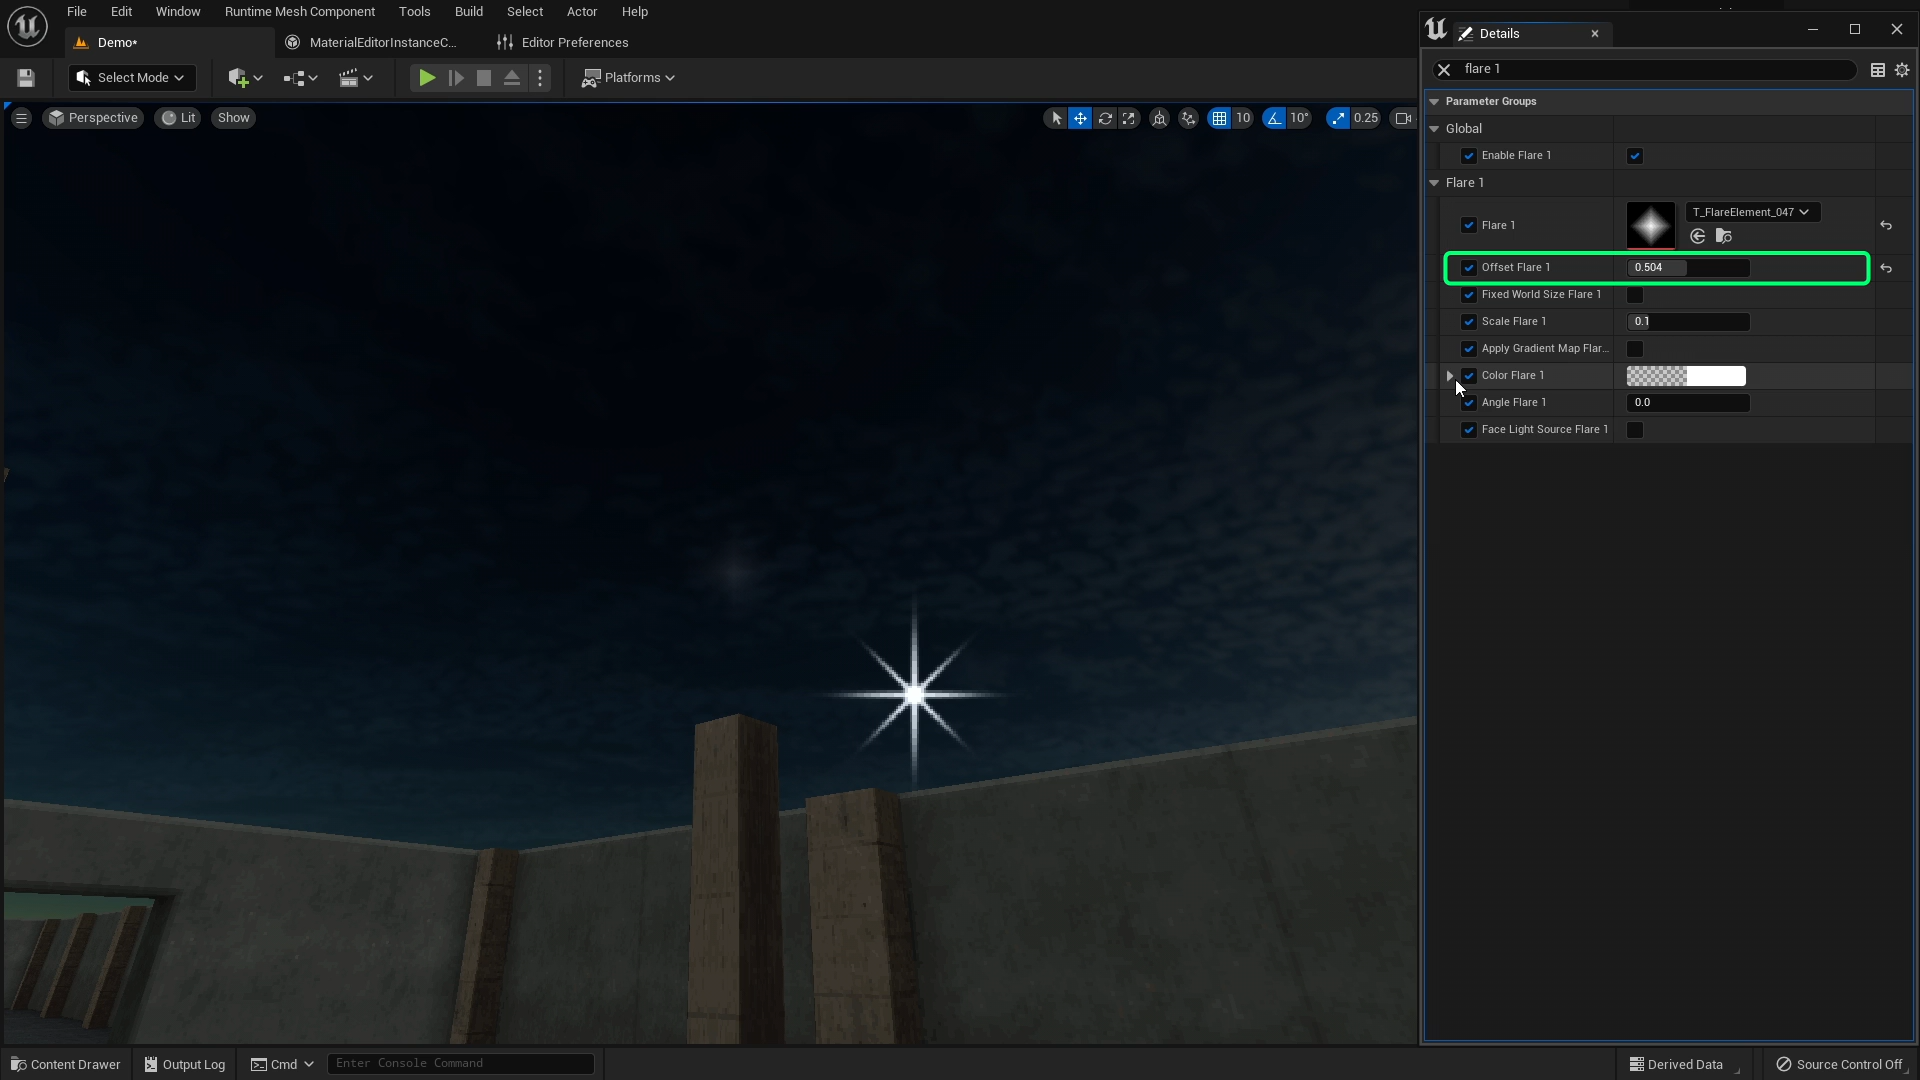 File Edit Window Runtime Mesh Component Tools Build Select Actor Help
Demo* MaterialEditorInstanceC... Editor Preferences
Select Mode Platforms
Perspective Lit Show 10 10° 0.25
Details
flare 1
Parameter Groups
Global
Enable Flare 1
Flare 1
Flare 1 T_FlareElement_047
Offset Flare 1 0.504
Fixed World Size Flare 1
Scale Flare 1 0.1
Apply Gradient Map Flar...
Color Flare 1
Angle Flare 1 0.0
Face Light Source Flare 1
Content Drawer Output Log Cmd Enter Console Command Derived Data Source Control Off